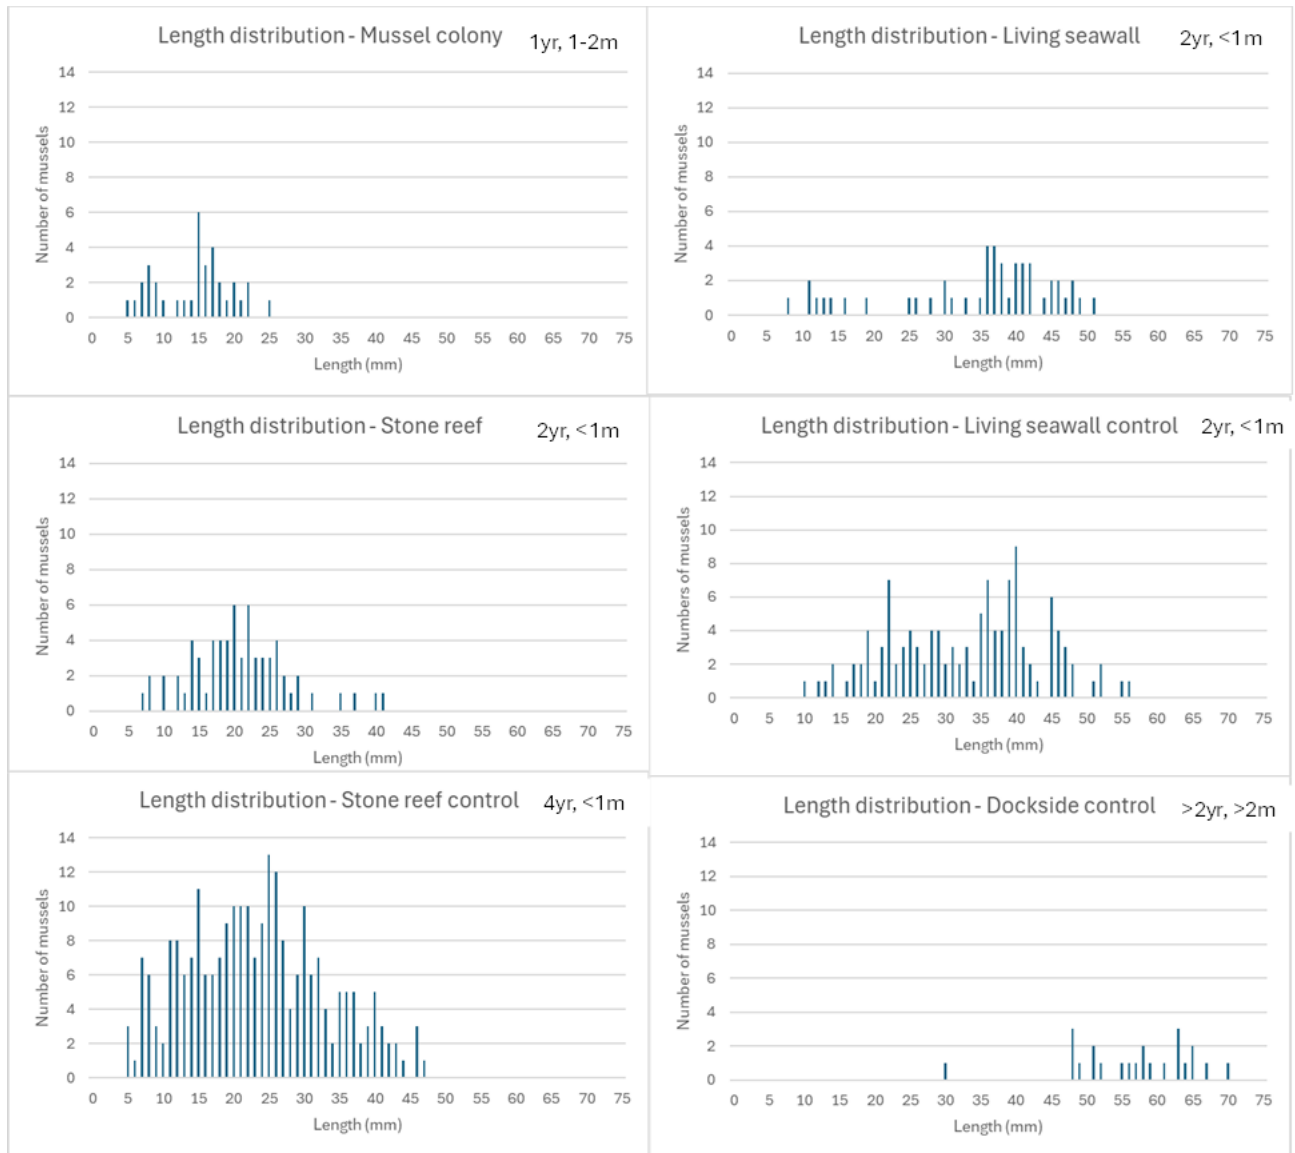 Length distribution - Mussel colony 1yr, 1-2m
Number of mussels
14
12
10
8
6
4
2
0
0 5 10 15 20 25 30 35 40 45 50 55 60 65 70 75
Length (mm)
Length distribution - Living seawall 2yr, <1m
Number of mussels
14
12
10
8
6
4
2
0
0 5 10 15 20 25 30 35 40 45 50 55 60 65 70 75
Length (mm)
Length distribution - Stone reef 2yr, <1m
Number of mussels
14
12
10
8
6
4
2
0
0 5 10 15 20 25 30 35 40 45 50 55 60 65 70 75
Length (mm)
Length distribution - Living seawall control 2yr, <1m
Numbers of mussels
14
12
10
8
6
4
2
0
0 5 10 15 20 25 30 35 40 45 50 55 60 65 70 75
Length (mm)
Length distribution - Stone reef control 4yr, <1m
Number of mussels
14
12
10
8
6
4
2
0
0 5 10 15 20 25 30 35 40 45 50 55 60 65 70 75
Length (mm)
Length distribution - Dockside control >2yr, >2m
Number of mussels
14
12
10
8
6
4
2
0
0 5 10 15 20 25 30 35 40 45 50 55 60 65 70 75
Length (mm)